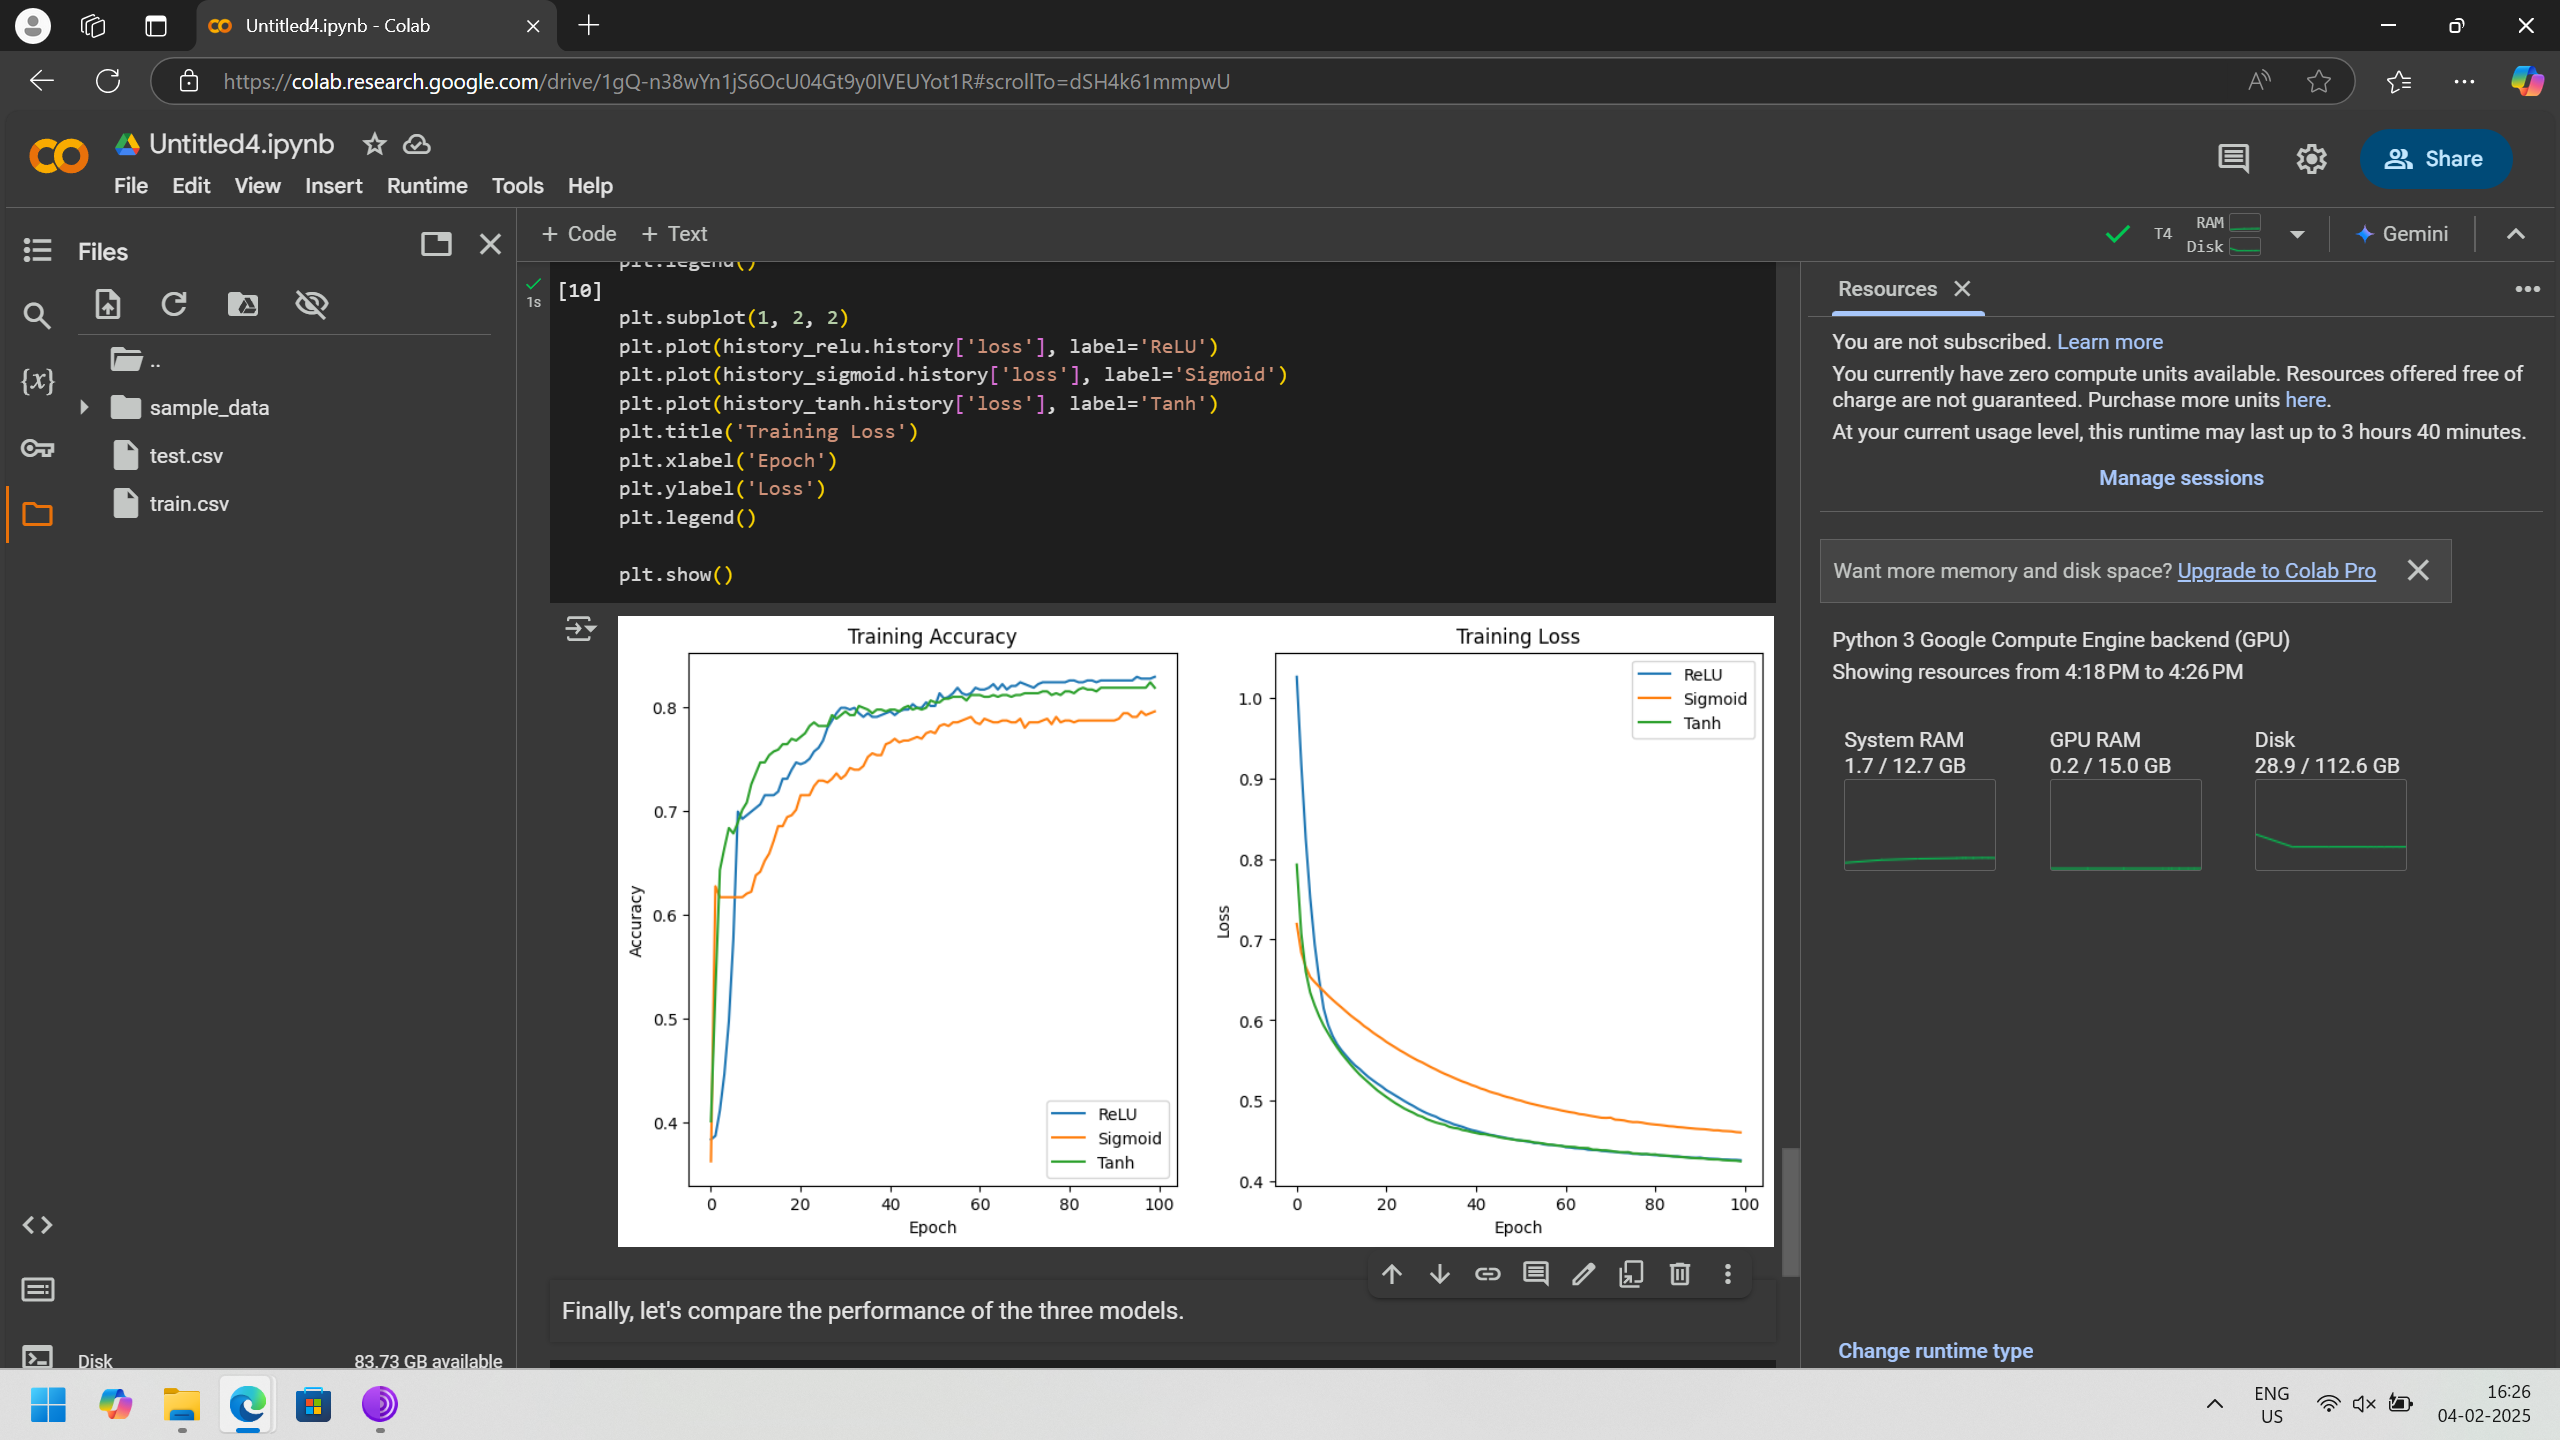 Untitled4.ipynb - Colab
https://colab.research.google.com/drive/1gQ-n38wYn1jS6OcU04Gt9y0IVEUYot1R#scrollTo=dSH4k61mmpwU
Untitled4.ipynb
File Edit View Insert Runtime Tools Help
Share
Files
+ Code + Text
T4
RAM
Disk
Gemini
..
sample_data
test.csv
train.csv
Disk 83.73 GB available
1s
[10]
plt.legend()
plt.subplot(1, 2, 2)
plt.plot(history_relu.history['loss'], label='ReLU')
plt.plot(history_sigmoid.history['loss'], label='Sigmoid')
plt.plot(history_tanh.history['loss'], label='Tanh')
plt.title('Training Loss')
plt.xlabel('Epoch')
plt.ylabel('Loss')
plt.legend()
plt.show()
Training Accuracy
Accuracy
0.8
0.7
0.6
0.5
0.4
ReLU
Sigmoid
Tanh
0 20 40 60 80 100
Epoch
Training Loss
Loss
1.0
0.9
0.8
0.7
0.6
0.5
0.4
ReLU
Sigmoid
Tanh
0 20 40 60 80 100
Epoch
Finally, let's compare the performance of the three models.
Resources
You are not subscribed. Learn more
You currently have zero compute units available. Resources offered free of
charge are not guaranteed. Purchase more units here.
At your current usage level, this runtime may last up to 3 hours 40 minutes.
Manage sessions
Want more memory and disk space? Upgrade to Colab Pro
Python 3 Google Compute Engine backend (GPU)
Showing resources from 4:18 PM to 4:26 PM
System RAM
1.7 / 12.7 GB
GPU RAM
0.2 / 15.0 GB
Disk
28.9 / 112.6 GB
Change runtime type
ENG
US
16:26
04-02-2025